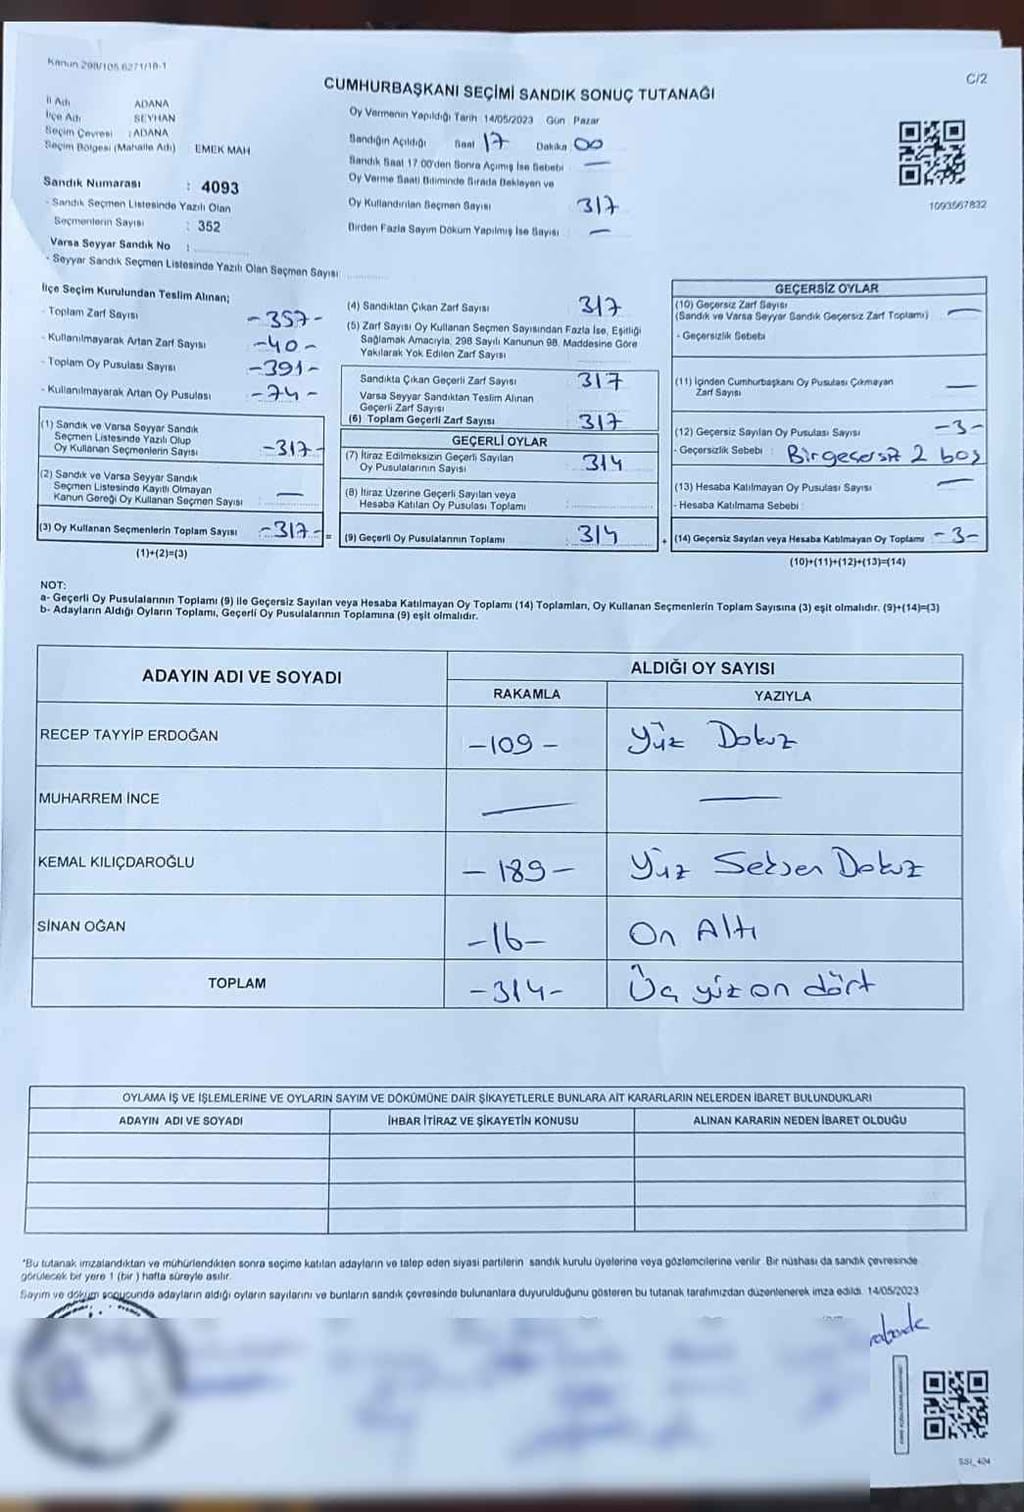 Kanun 298/105,6271/18-1
C/2
CUMHURBAŞKANI SEÇİMİ SANDIK SONUÇ TUTANAĞI
İl Adı ADANA
İlçe Adı SEYHAN
Seçim Çevresi : ADANA
Seçim Bölgesi (Mahalle Adı) EMEK MAH
Sandık Numarası : 4093
- Sandık Seçmen Listesinde Yazılı Olan
Seçmenlerin Sayısı : 352
Varsa Seyyar Sandık No :
- Seyyar Sandık Seçmen Listesinde Yazılı Olan Seçmen Sayısı
Oy Vermenin Yapıldığı Tarih 14/05/2023 Gün Pazar
Sandığın Açıldığı Saat 17 Dakika 00
Sandık Saat 17.00'den Sonra Açımış İse Sebebi —
Oy Verme Saati Bitiminde Sırada Bekleyen ve
Oy Kullandırılan Seçmen Sayısı 317
Birden Fazla Sayım Döküm Yapılmış İse Sayısı —
1093567832
İlçe Seçim Kurulundan Teslim Alınan;
- Toplam Zarf Sayısı -357-
- Kullanılmayarak Artan Zarf Sayısı -40-
- Toplam Oy Pusulası Sayısı -391-
- Kullanılmayarak Artan Oy Pusulası -74-
(1) Sandık ve Varsa Seyyar Sandık
Seçmen Listesinde Yazılı Olup
Oy Kullanan Seçmenlerin Sayısı -317-
(2) Sandık ve Varsa Seyyar Sandık
Seçmen Listesinde Kayıtlı Olmayan
Kanun Gereği Oy Kullanan Seçmen Sayısı —
(3) Oy Kullanan Seçmenlerin Toplam Sayısı -317- =
(1)+(2)=(3)
(4) Sandıktan Çıkan Zarf Sayısı 317
(5) Zarf Sayısı Oy Kullanan Seçmen Sayısından Fazla İse, Eşitliği
Sağlamak Amacıyla, 298 Sayılı Kanunun 98. Maddesine Göre
Yakılarak Yok Edilen Zarf Sayısı
Sandıkta Çıkan Geçerli Zarf Sayısı 317
Varsa Seyyar Sandıktan Teslim Alınan
Geçerli Zarf Sayısı
(6) Toplam Geçerli Zarf Sayısı 317
GEÇERLİ OYLAR
(7) İtiraz Edilmeksizin Geçerli Sayılan
Oy Pusulalarının Sayısı 314
(8) İtiraz Üzerine Geçerli Sayılan veya
Hesaba Katılan Oy Pusulası Toplamı
(9) Geçerli Oy Pusulalarının Toplamı 314 +
GEÇERSİZ OYLAR
(10) Geçersiz Zarf Sayısı
(Sandık ve Varsa Seyyar Sandık Geçersiz Zarf Toplamı) —
- Geçersizlik Sebebi
(11) İçinden Cumhurbaşkanı Oy Pusulası Çıkmayan
Zarf Sayısı —
(12) Geçersiz Sayılan Oy Pusulası Sayısı -3-
- Geçersizlik Sebebi : Bir geçersiz 2 boş
(13) Hesaba Katılmayan Oy Pusulası Sayısı —
- Hesaba Katılmama Sebebi
(14) Geçersiz Sayılan veya Hesaba Katılmayan Oy Toplamı -3-
(10)+(11)+(12)+(13)=(14)
NOT:
a- Geçerli Oy Pusulalarının Toplamı (9) ile Geçersiz Sayılan veya Hesaba Katılmayan Oy Toplamı (14) Toplamları, Oy Kullanan Seçmenlerin Toplam Sayısına (3) eşit olmalıdır. (9)+(14)=(3)
b- Adayların Aldığı Oyların Toplamı, Geçerli Oy Pusulalarının Toplamına (9) eşit olmalıdır.
ADAYIN ADI VE SOYADI ALDIĞI OY SAYISI
RAKAMLA YAZIYLA
RECEP TAYYİP ERDOĞAN -109- Yüz Dokuz
MUHARREM İNCE — —
KEMAL KILIÇDAROĞLU -189- Yüz Seksen Dokuz
SİNAN OĞAN -16- On Altı
TOPLAM -314- Üç yüz on dört
OYLAMA İŞ VE İŞLEMLERİNE VE OYLARIN SAYIM VE DÖKÜMÜNE DAİR ŞİKAYETLERLE BUNLARA AİT KARARLARIN NELERDEN İBARET BULUNDUKLARI
ADAYIN ADI VE SOYADI İHBAR İTİRAZ VE ŞİKAYETİN KONUSU ALINAN KARARIN NEDEN İBARET OLDUĞU
*Bu tutanak imzalandıktan ve mühürlendikten sonra seçime katılan adayların ve talep eden siyasi partilerin sandık kurulu üyelerine veya gözlemcilerine verilir. Bir nüshası da sandık çevresinde
görülecek bir yere 1 (bir) hafta süreyle asılır.
Sayım ve döküm sonucunda adayların aldığı oyların sayılarını ve bunların sandık çevresinde bulunanlara duyurulduğunu gösteren bu tutanak tarafımızdan düzenlenerek imza edildi. 14/05/2023
SSI_404